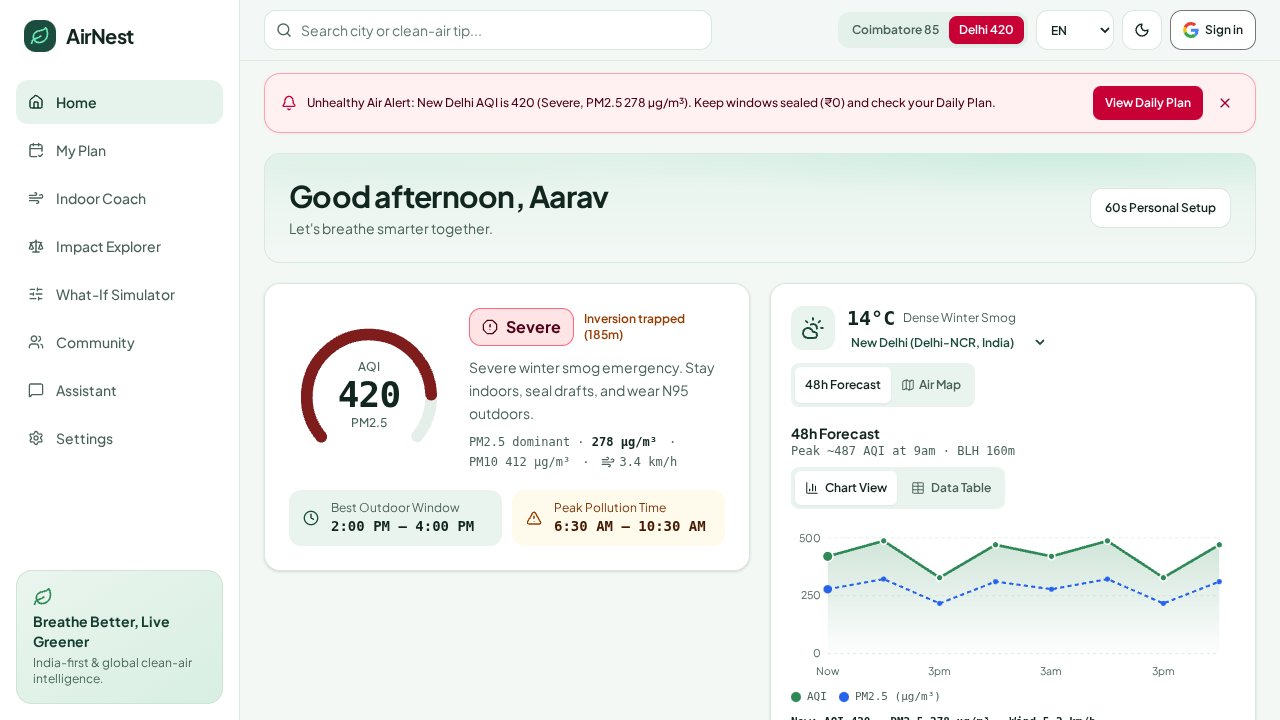 AirNest
Search city or clean-air tip...
Coimbatore 85
Delhi 420
EN
Sign in
Home
My Plan
Indoor Coach
Impact Explorer
What-If Simulator
Community
Assistant
Settings
Breathe Better, Live
Greener
India-first & global clean-air
intelligence.
Unhealthy Air Alert: New Delhi AQI is 420 (Severe, PM2.5 278 µg/m³). Keep windows sealed (₹0) and check your Daily Plan.
View Daily Plan
Good afternoon, Aarav
Let's breathe smarter together.
60s Personal Setup
AQI
420
PM2.5
Severe
Inversion trapped
(185m)
Severe winter smog emergency. Stay
indoors, seal drafts, and wear N95
outdoors.
PM2.5 dominant · 278 µg/m³ ·
PM10 412 µg/m³ · 3.4 km/h
Best Outdoor Window
2:00 PM – 4:00 PM
Peak Pollution Time
6:30 AM – 10:30 AM
14°C Dense Winter Smog
New Delhi (Delhi-NCR, India)
48h Forecast
Air Map
48h Forecast
Peak ~487 AQI at 9am · BLH 160m
Chart View
Data Table
500
250
0
Now
3pm
3am
3pm
AQI
PM2.5 (µg/m³)